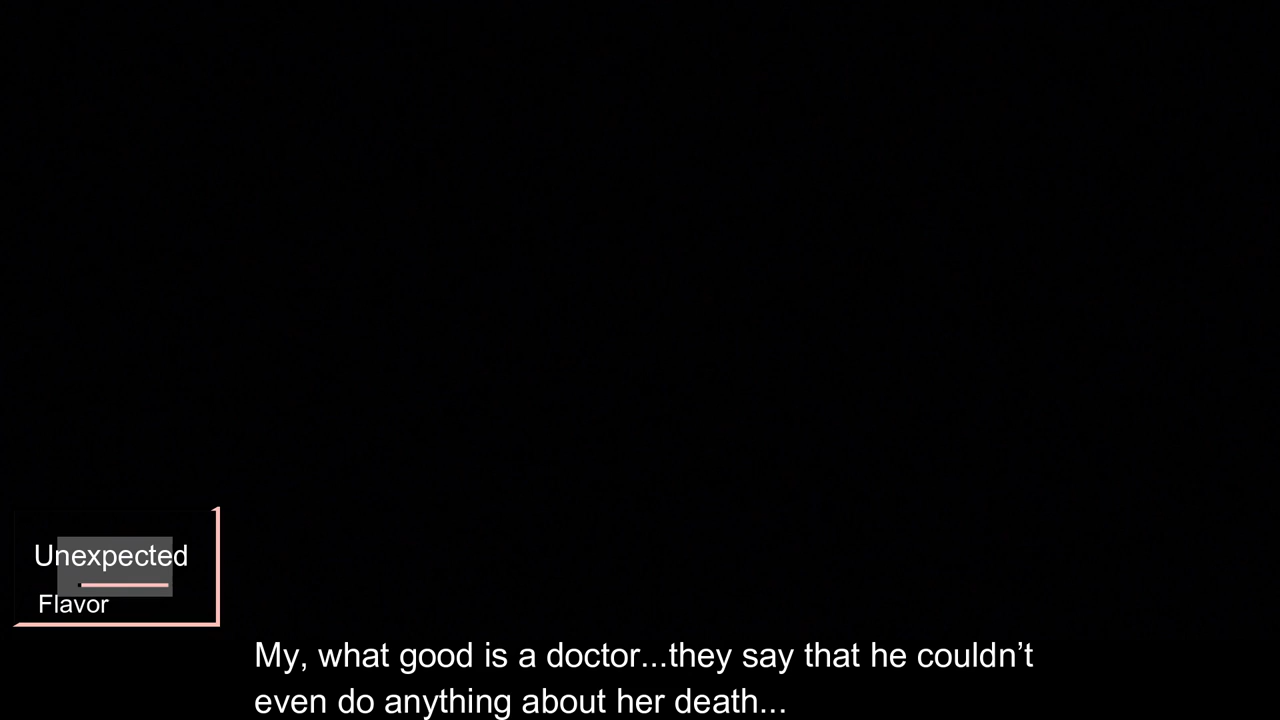 Unexpected
Flavor
My, what good is a doctor...they say that he couldn’t
even do anything about her death...